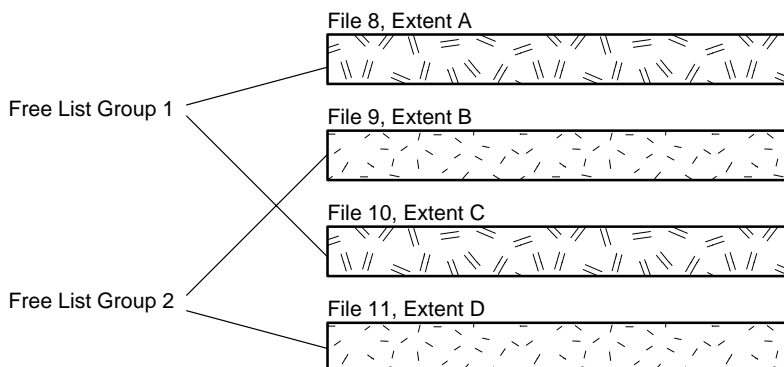 File 8, Extent A
Free List Group 1
File 9, Extent B
File 10, Extent C
Free List Group 2
File 11, Extent D